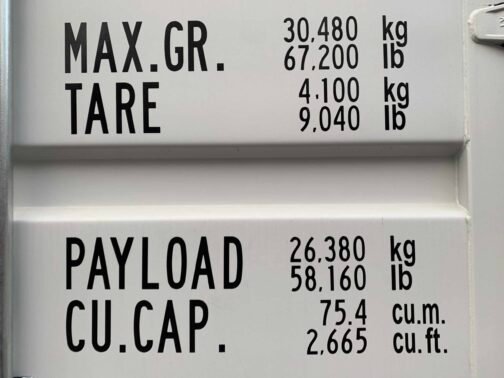 MAX.GR. 30,480 kg
67,200 lb
TARE 4.100 kg
9,040 lb
PAYLOAD 26,380 kg
58,160 lb
CU.CAP. 75.4 cu.m.
2,665 cu.ft.